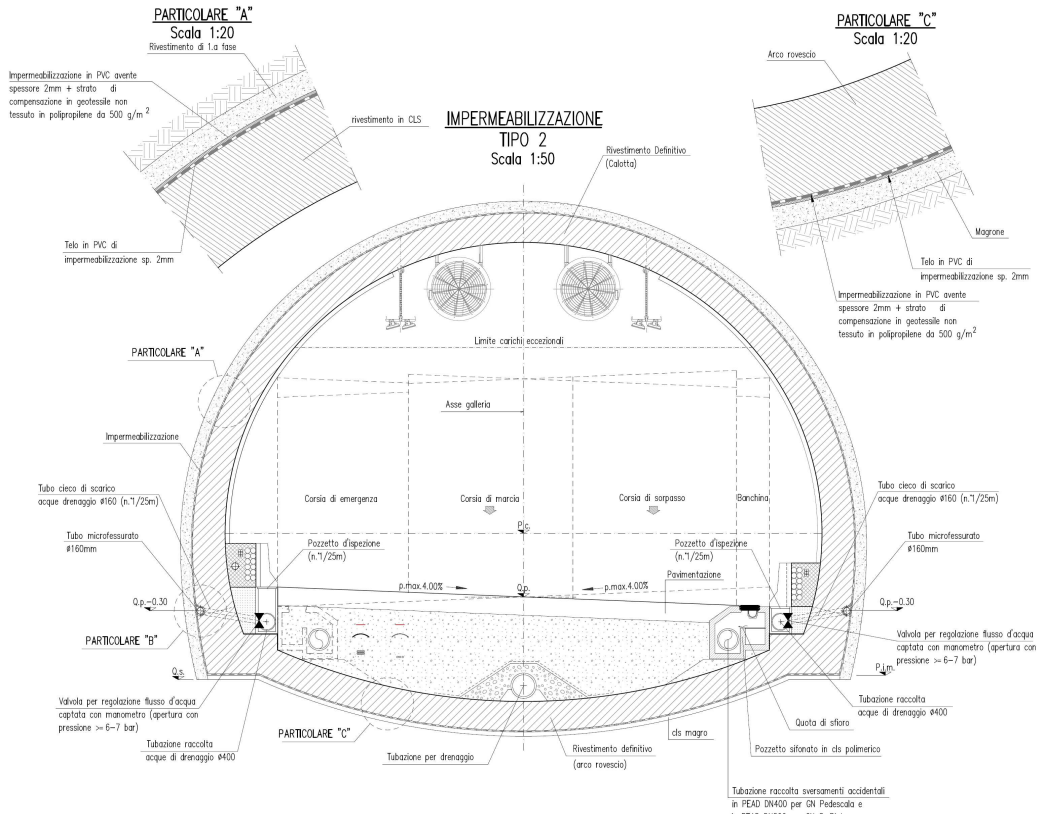 PARTICOLARE "A"
Scala 1:20
Rivestimento di 1.a fase
Impermeabilizzazione in PVC avente
spessore 2mm + strato di
compensazione in geotessile non
tessuto in polipropilene da 500 g/m²
rivestimento in CLS
Telo in PVC di
impermeabilizzazione sp. 2mm
IMPERMEABILIZZAZIONE
TIPO 2
Scala 1:50
Rivestimento Definitivo
(Calotta)
PARTICOLARE "C"
Scala 1:20
Arco rovescio
Magrone
Telo in PVC di
impermeabilizzazione sp. 2mm
Impermeabilizzazione in PVC avente
spessore 2mm + strato di
compensazione in geotessile non
tessuto in polipropilene da 500 g/m²
Limite carichi eccezionali
PARTICOLARE "A"
Asse galleria
Impermeabilizzazione
Tubo cieco di scarico
acque drenaggio ø160 (n.°1/25m)
Corsia di emergenza
Corsia di marcia
Corsia di sorpasso
Banchina
Tubo cieco di scarico
acque drenaggio ø160 (n.°1/25m)
P.c.
Tubo microfessurato
ø160mm
Pozzetto d'ispezione
(n.°1/25m)
Pozzetto d'ispezione
(n.°1/25m)
Tubo microfessurato
ø160mm
p.max.4.00%
Q.p.
p.max.4.00%
Pavimentazione
Q.p.-0.30
Q.p.-0.30
PARTICOLARE "B"
Valvola per regolazione flusso d'acqua
captata con manometro (apertura con
pressione >= 6-7 bar)
Q.s.
P.i.m.
Valvola per regolazione flusso d'acqua
captata con manometro (apertura con
pressione >= 6-7 bar)
Tubazione raccolta
acque di drenaggio ø400
PARTICOLARE "C"
Tubazione per drenaggio
Rivestimento definitivo
(arco rovescio)
cls magro
Tubazione raccolta
acque di drenaggio ø400
Quota di sfioro
Pozzetto sifonato in cls polimerico
Tubazione raccolta sversamenti accidentali
in PEAD DN400 per GN Pedescala e